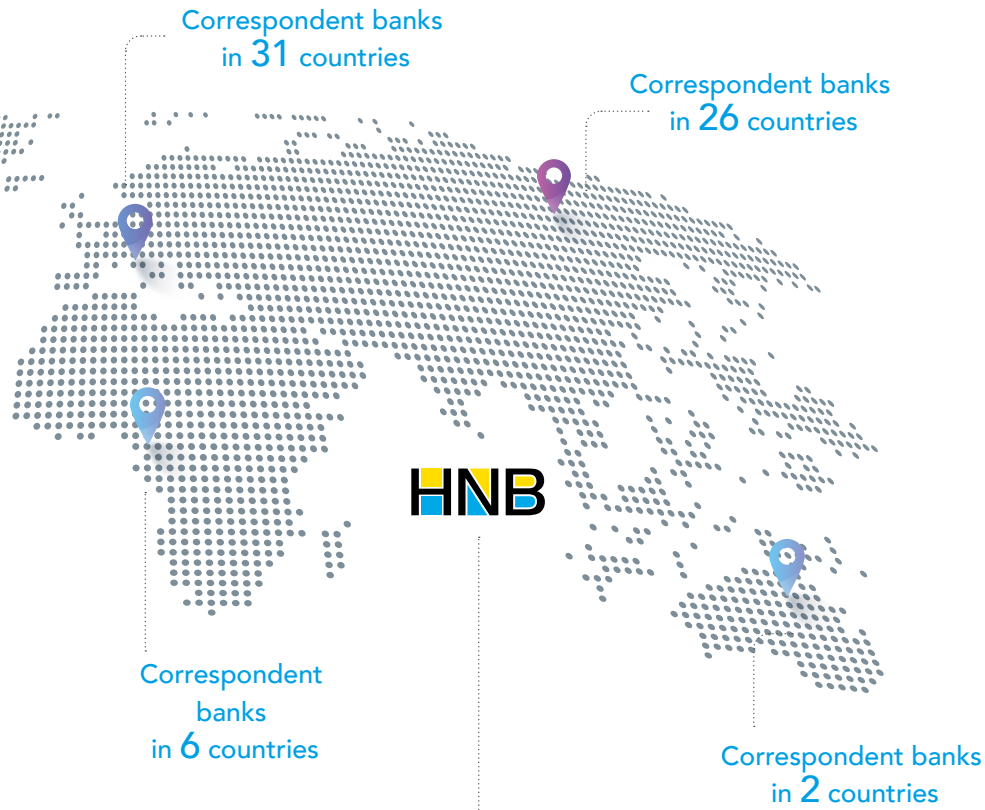 Correspondent banks
in 31 countries
Correspondent banks
in 26 countries
HNB
Correspondent
banks
in 6 countries
Correspondent banks
in 2 countries